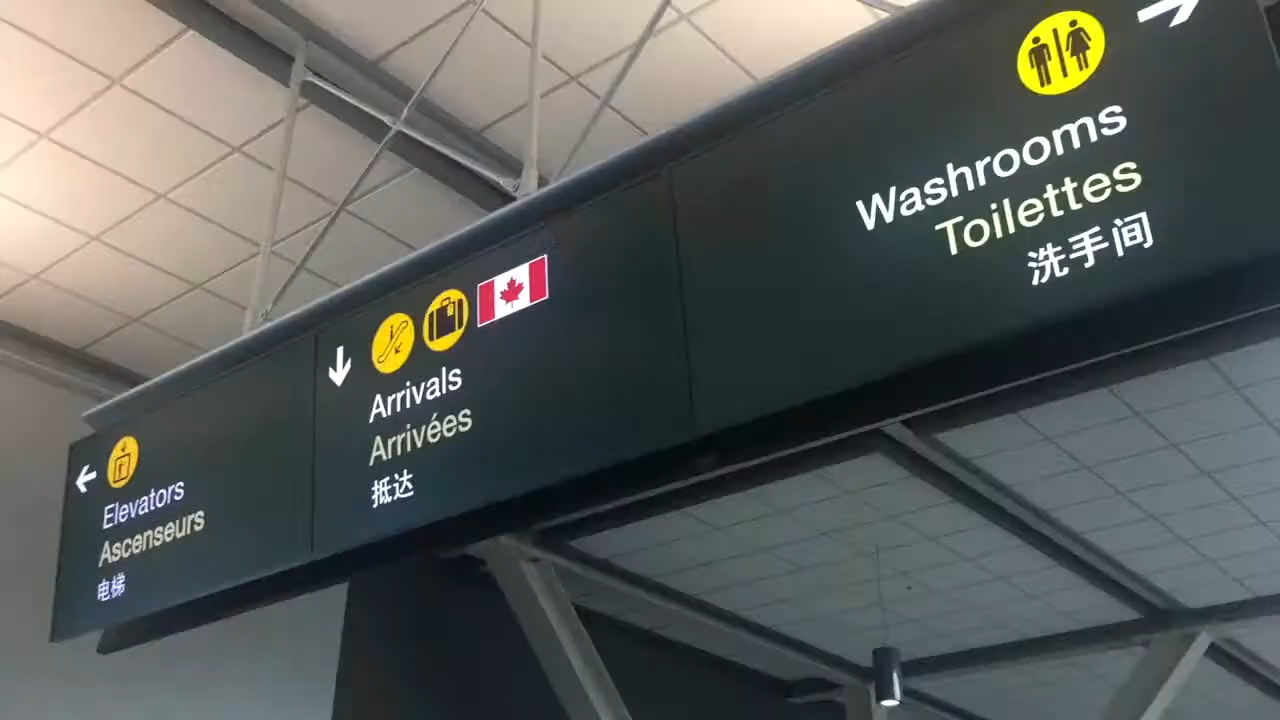 Elevators
Ascenseurs
电梯
Arrivals
Arrivées
抵达
Washrooms
Toilettes
洗手间